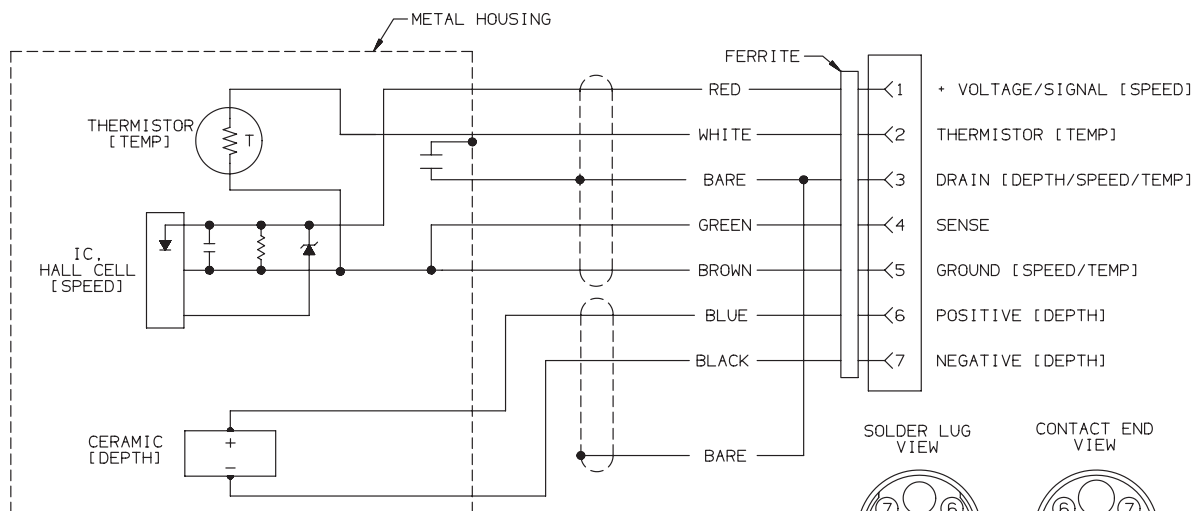 METAL HOUSING
FERRITE
RED
1
+ VOLTAGE/SIGNAL [SPEED]
THERMISTOR
[TEMP]
T
WHITE
2
THERMISTOR [TEMP]
BARE
3
DRAIN [DEPTH/SPEED/TEMP]
GREEN
4
SENSE
IC,
HALL CELL
[SPEED]
BROWN
5
GROUND [SPEED/TEMP]
BLUE
6
POSITIVE [DEPTH]
BLACK
7
NEGATIVE [DEPTH]
CERAMIC
[DEPTH]
+
−
BARE
SOLDER LUG
VIEW
CONTACT END
VIEW
7
6
6
7